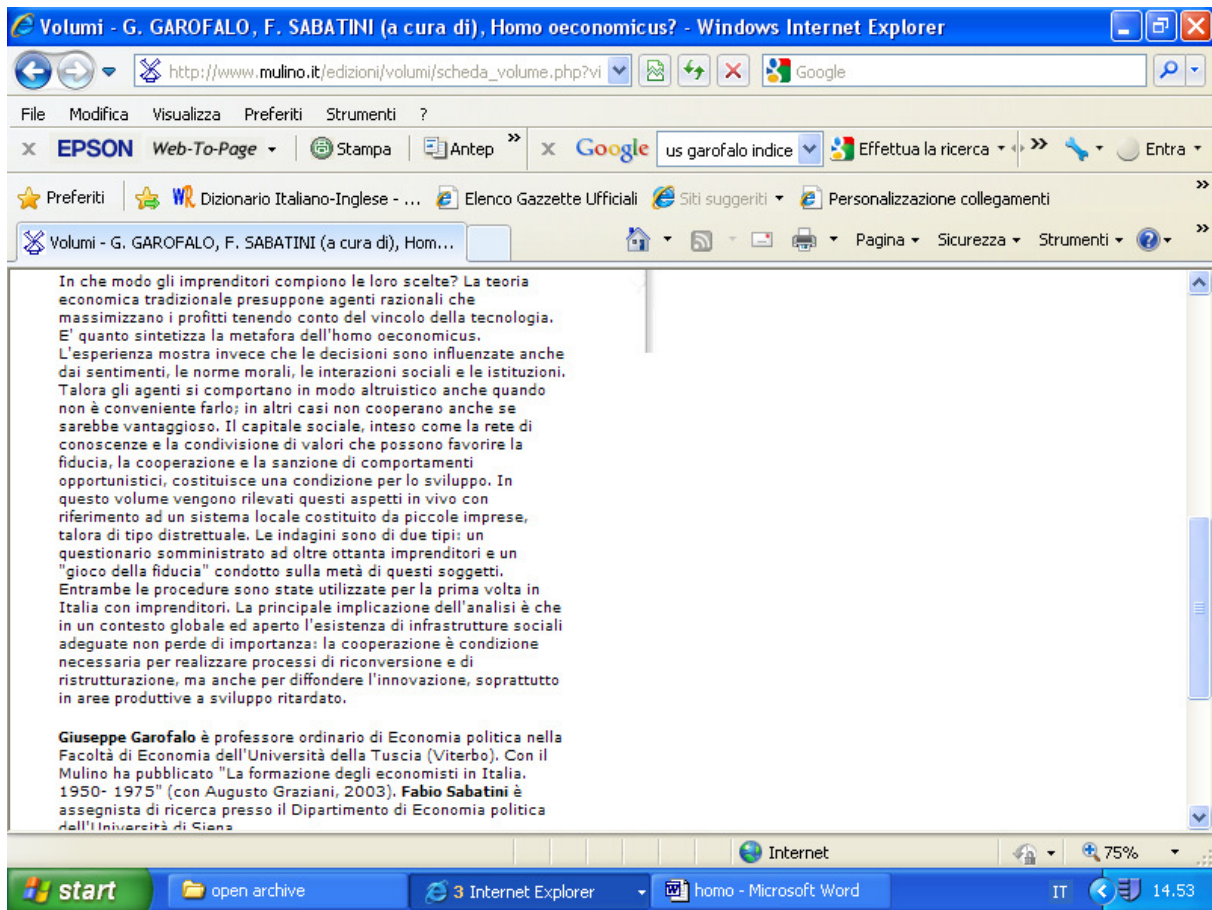 Volumi - G. GAROFALO, F. SABATINI (a cura di), Homo oeconomicus? - Windows Internet Explorer
http://www.mulino.it/edizioni/volumi/scheda_volume.php?vi
Google
File Modifica Visualizza Preferiti Strumenti ?
x EPSON Web-To-Page Stampa Antep » x Google us garofalo indice Effettua la ricerca » Entra
Preferiti Dizionario Italiano-Inglese - ... Elenco Gazzette Ufficiali Siti suggeriti Personalizzazione collegamenti »
Volumi - G. GAROFALO, F. SABATINI (a cura di), Hom... Pagina Sicurezza Strumenti »
In che modo gli imprenditori compiono le loro scelte? La teoria
economica tradizionale presuppone agenti razionali che
massimizzano i profitti tenendo conto del vincolo della tecnologia.
E' quanto sintetizza la metafora dell'homo oeconomicus.
L'esperienza mostra invece che le decisioni sono influenzate anche
dai sentimenti, le norme morali, le interazioni sociali e le istituzioni.
Talora gli agenti si comportano in modo altruistico anche quando
non è conveniente farlo; in altri casi non cooperano anche se
sarebbe vantaggioso. Il capitale sociale, inteso come la rete di
conoscenze e la condivisione di valori che possono favorire la
fiducia, la cooperazione e la sanzione di comportamenti
opportunistici, costituisce una condizione per lo sviluppo. In
questo volume vengono rilevati questi aspetti in vivo con
riferimento ad un sistema locale costituito da piccole imprese,
talora di tipo distrettuale. Le indagini sono di due tipi: un
questionario somministrato ad oltre ottanta imprenditori e un
"gioco della fiducia" condotto sulla metà di questi soggetti.
Entrambe le procedure sono state utilizzate per la prima volta in
Italia con imprenditori. La principale implicazione dell'analisi è che
in un contesto globale ed aperto l'esistenza di infrastrutture sociali
adeguate non perde di importanza: la cooperazione è condizione
necessaria per realizzare processi di riconversione e di
ristrutturazione, ma anche per diffondere l'innovazione, soprattutto
in aree produttive a sviluppo ritardato.
Giuseppe Garofalo è professore ordinario di Economia politica nella
Facoltà di Economia dell'Università della Tuscia (Viterbo). Con il
Mulino ha pubblicato "La formazione degli economisti in Italia.
1950- 1975" (con Augusto Graziani, 2003). Fabio Sabatini è
assegnista di ricerca presso il Dipartimento di Economia politica
dell'Università di Siena
Internet 75%
start open archive 3 Internet Explorer homo - Microsoft Word IT 14.53